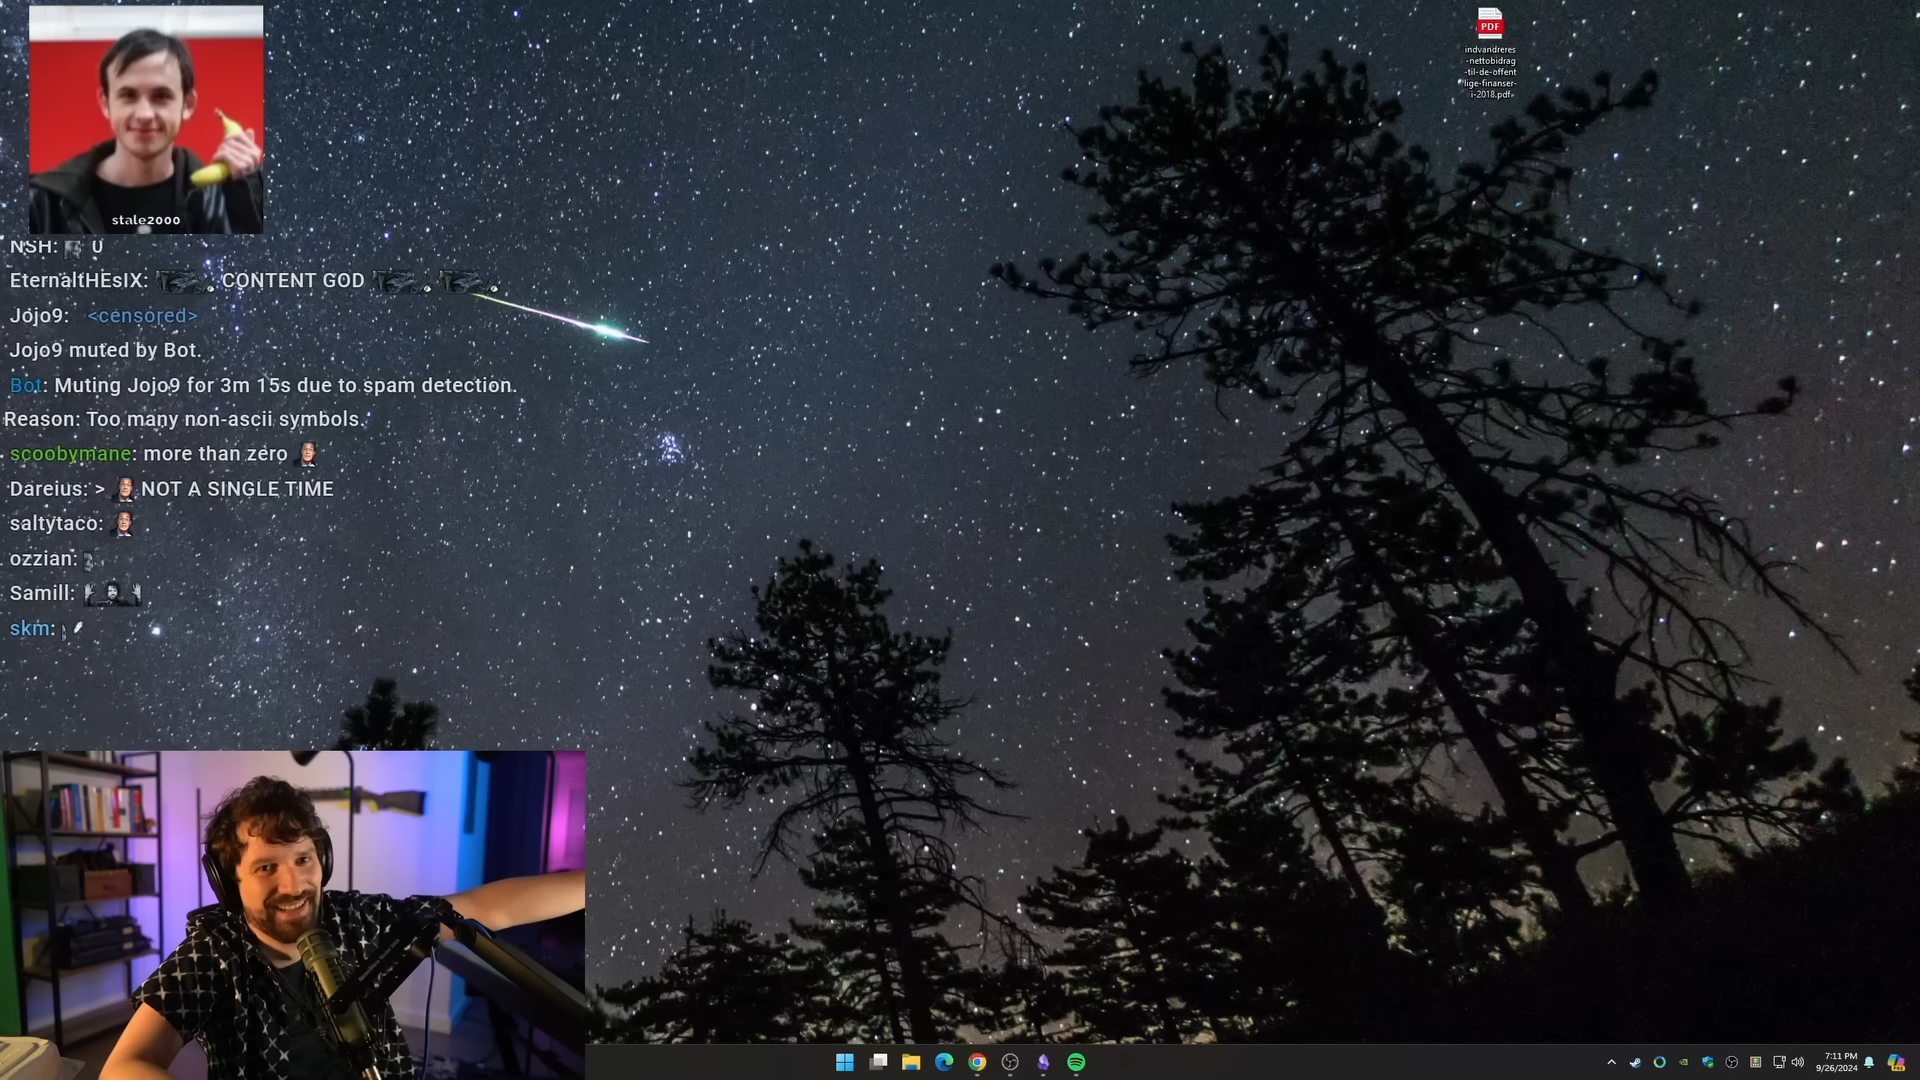 PDF
indvandreres
-nettobidrag
-til-de-offent
lige-finanser-
i-2018.pdf
stale2000
NSH: 0
EternaltHEsIX: CONTENT GOD
Jojo9: <censored>
Jojo9 muted by Bot.
Bot: Muting Jojo9 for 3m 15s due to spam detection.
Reason: Too many non-ascii symbols.
scoobymane: more than zero
Dareius: > NOT A SINGLE TIME
saltytaco:
ozzian:
Samill:
skm:
7:11 PM
9/26/2024